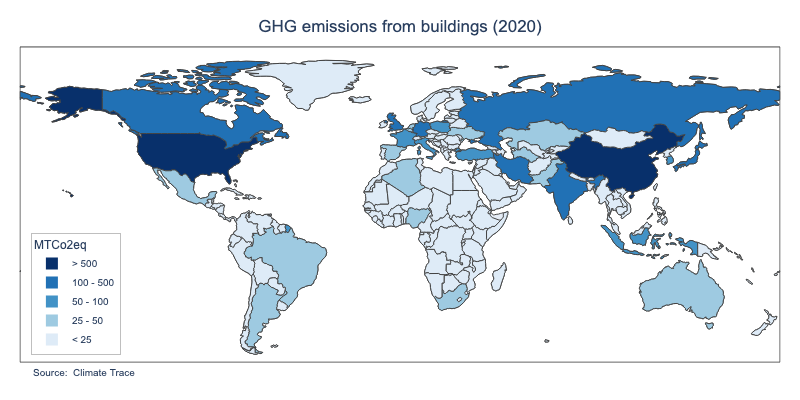 GHG emissions from buildings (2020)
MTCo2eq
> 500
100 - 500
50 - 100
25 - 50
< 25
Source: Climate Trace